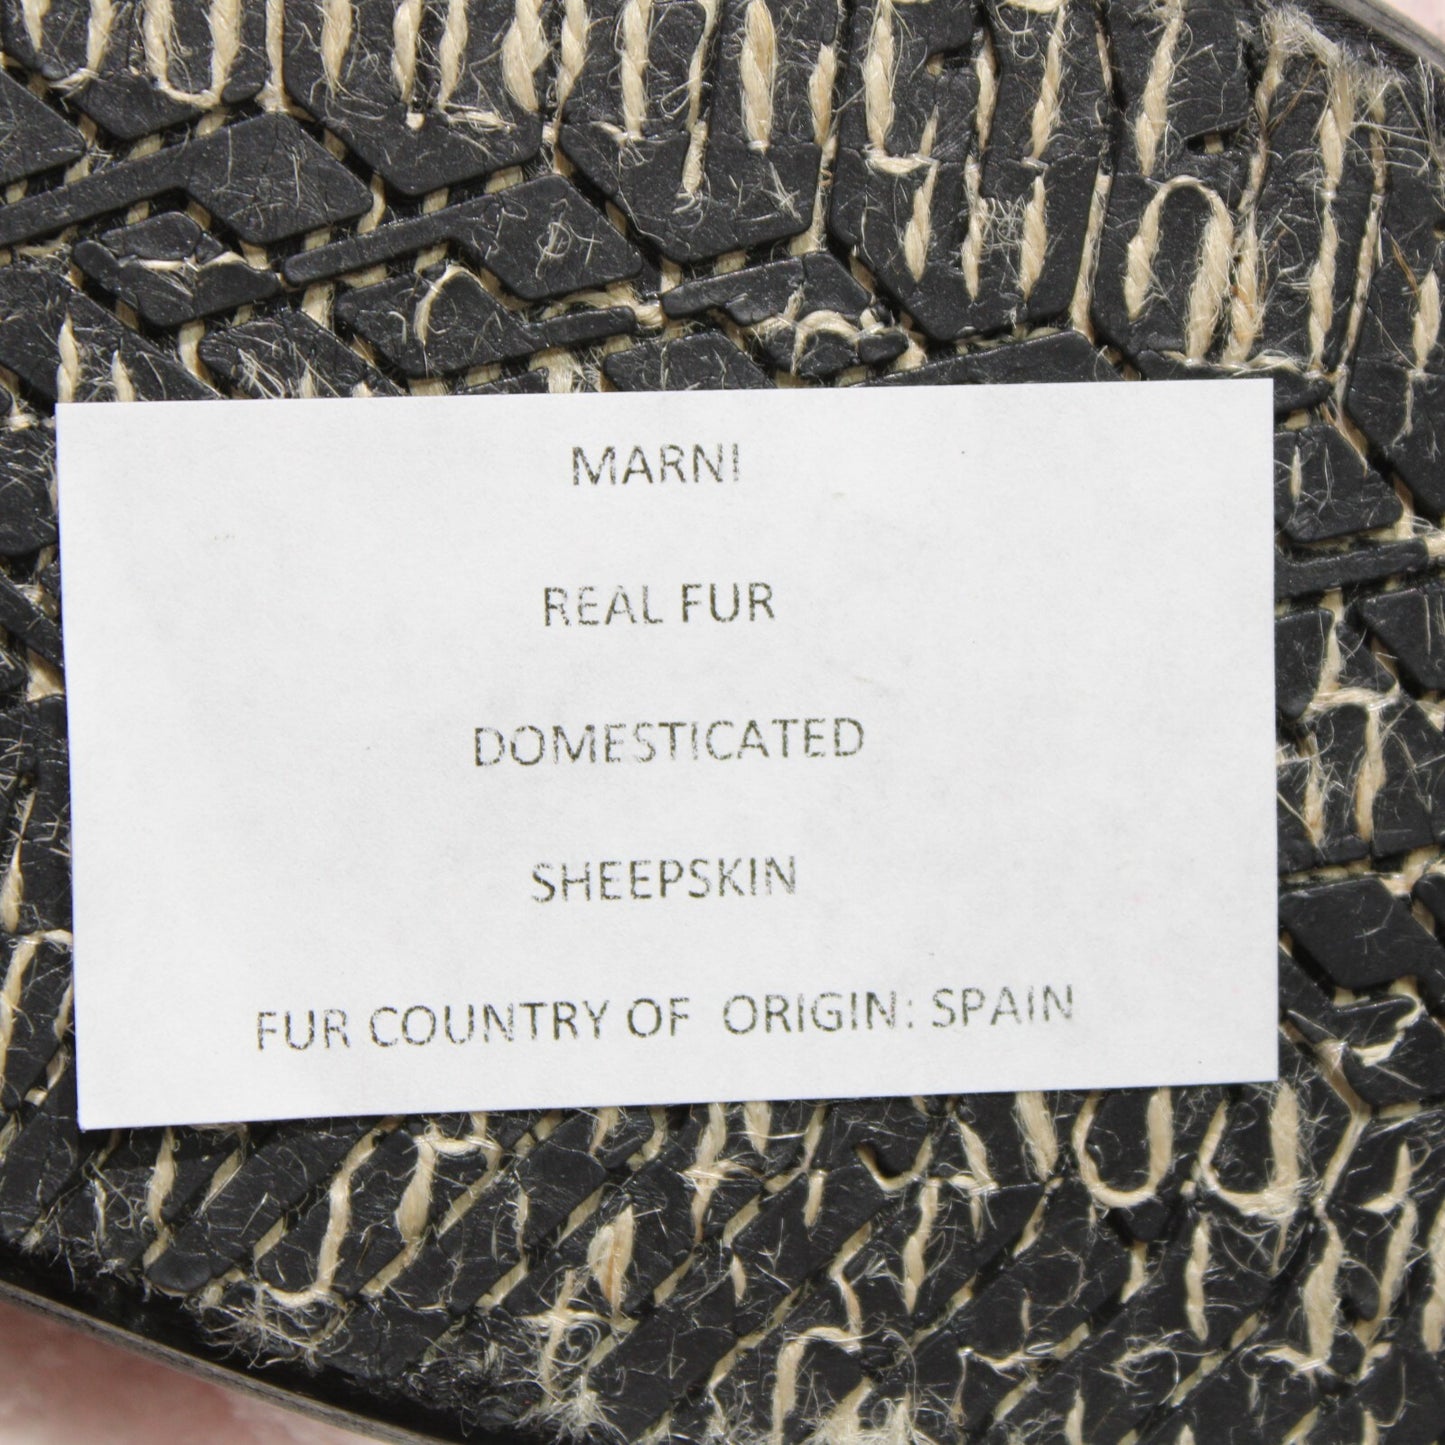 MARNI
REAL FUR
DOMESTICATED
SHEEPSKIN
FUR COUNTRY OF  ORIGIN: SPAIN